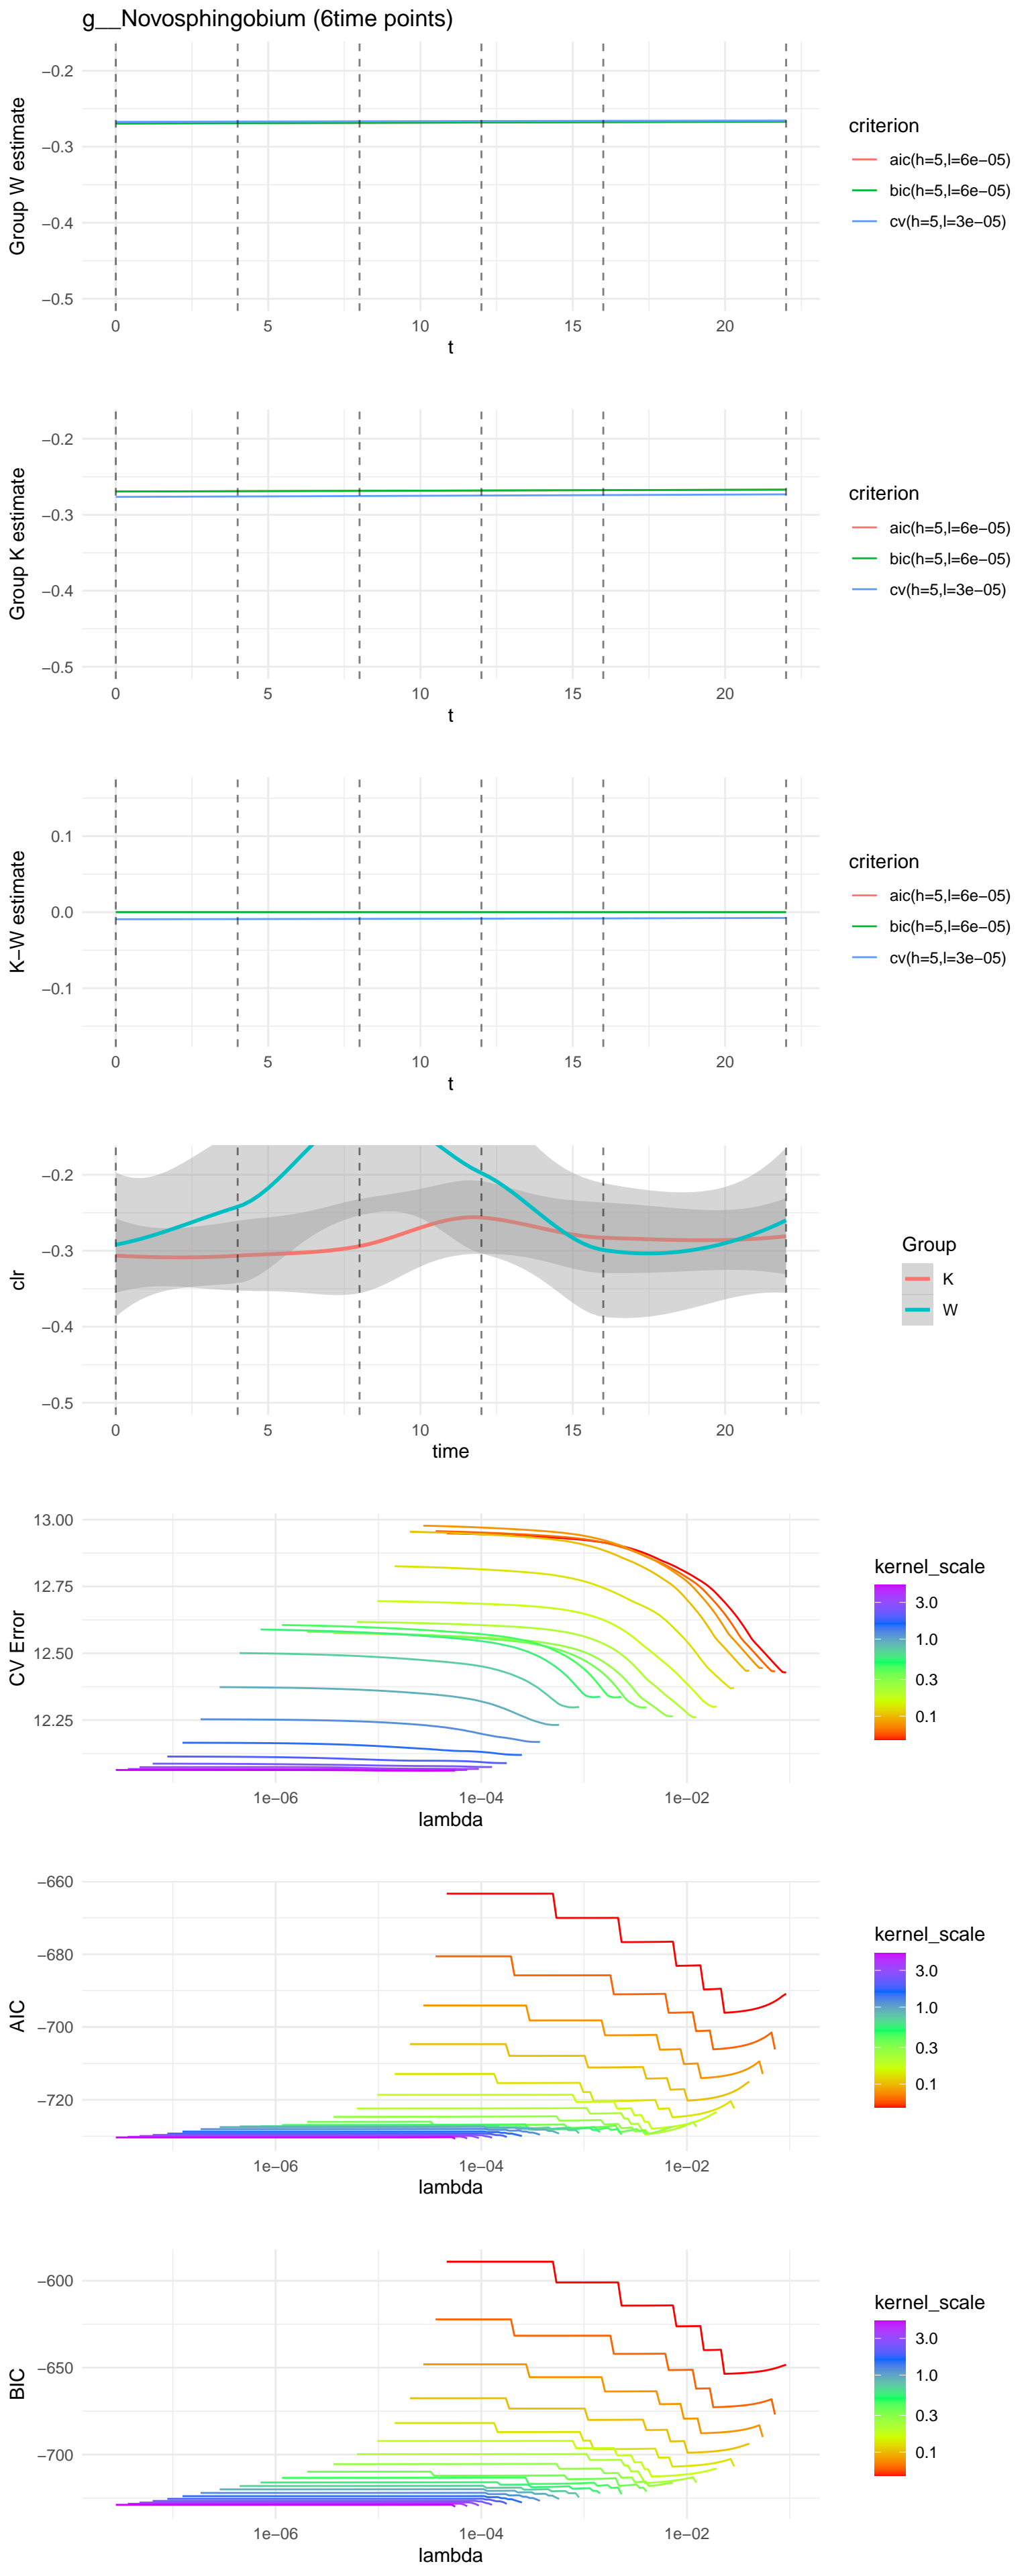 g__Novosphingobium (6time points)
Group W estimate
−0.2
−0.3
−0.4
−0.5
0 5 10 15 20
t
criterion
aic(h=5,l=6e−05)
bic(h=5,l=6e−05)
cv(h=5,l=3e−05)
Group K estimate
−0.2
−0.3
−0.4
−0.5
0 5 10 15 20
t
criterion
aic(h=5,l=6e−05)
bic(h=5,l=6e−05)
cv(h=5,l=3e−05)
K−W estimate
0.1
0.0
−0.1
0 5 10 15 20
t
criterion
aic(h=5,l=6e−05)
bic(h=5,l=6e−05)
cv(h=5,l=3e−05)
clr
−0.2
−0.3
−0.4
−0.5
0 5 10 15 20
time
Group
K
W
CV Error
13.00
12.75
12.50
12.25
1e−06 1e−04 1e−02
lambda
kernel_scale
3.0
1.0
0.3
0.1
AIC
−660
−680
−700
−720
1e−06 1e−04 1e−02
lambda
kernel_scale
3.0
1.0
0.3
0.1
BIC
−600
−650
−700
1e−06 1e−04 1e−02
lambda
kernel_scale
3.0
1.0
0.3
0.1